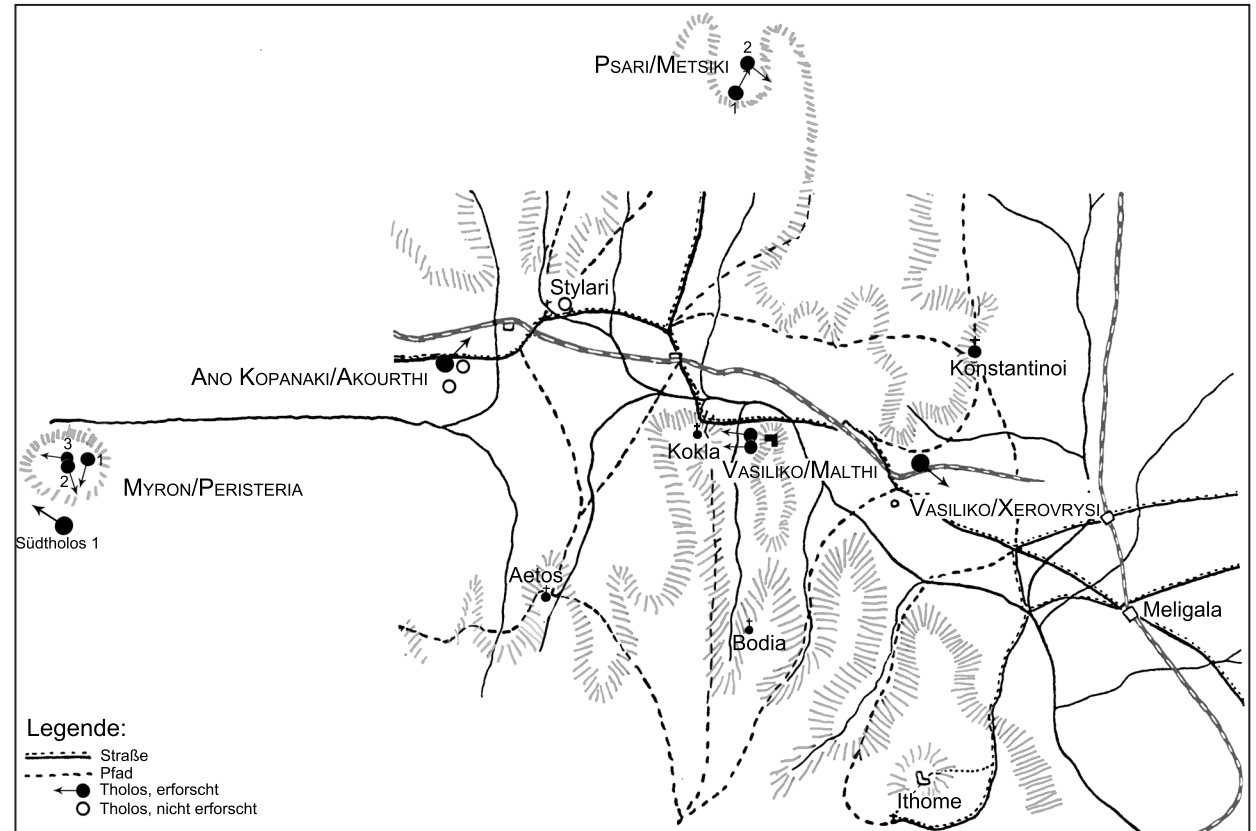 2
PSARI/METSIKI
1
Stylari
Konstantinoi
ANO KOPANAKI/AKOURTHI
3
1
2
Kokla
VASILIKO/MALTHI
MYRON/PERISTERIA
VASILIKO/XEROVRYSI
Südtholos 1
Aetos
Meligala
Bodia
Legende:
Straße
Pfad
Tholos, erforscht
Tholos, nicht erforscht
Ithome